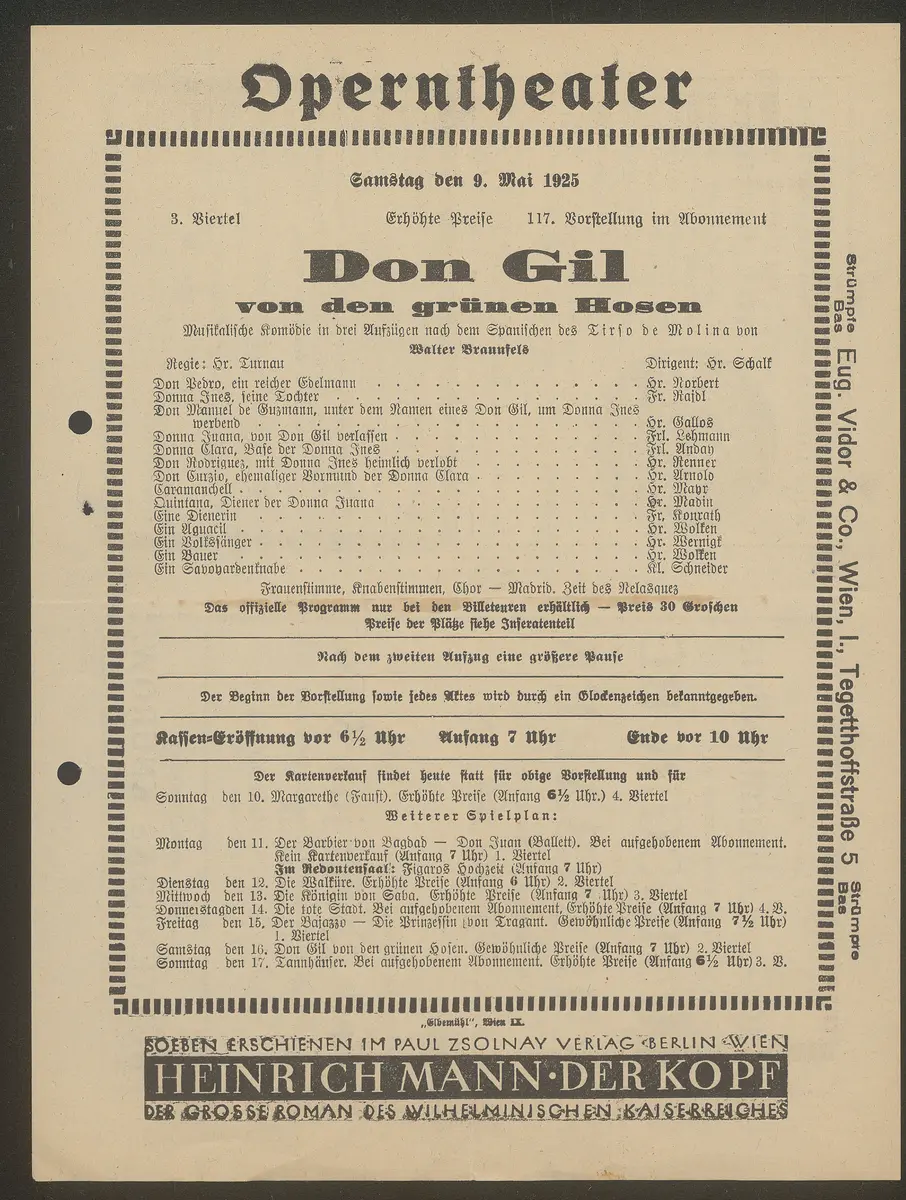 Operntheater
Samstag den 9. Mai 1925
3. Viertel Erhöhte Preise 117. Vorstellung im Abonnement
Don Gil
von den grünen Hosen
Musikalische Komödie in drei Aufzügen nach dem Spanischen des Tirso de Molina von
Walter Braunfels
Regie: Hr. Turnau Dirigent: Hr. Schalk
Don Pedro, ein reicher Edelmann . . . . . . . . . . . . . . Hr. Norbert
Donna Ines, seine Tochter . . . . . . . . . . . . . . Fr. Rajdl
Don Manuel de Guzmann, unter dem Namen eines Don Gil, um Donna Ines
werbend . . . . . . . . . . . . . . Hr. Gallos
Donna Juana, von Don Gil verlassen . . . . . . . . . . . . . . Frl. Lehmann
Donna Clara, Base der Donna Ines . . . . . . . . . . . . . . Frl. Anday
Don Rodriguez, mit Donna Ines heimlich verlobt . . . . . . . . . . Hr. Renner
Don Curzio, ehemaliger Vormund der Donna Clara . . . . . . . . . . Hr. Arnold
Caramanchell . . . . . . . . . . . . . . Hr. Mayr
Quintana, Diener der Donna Juana . . . . . . . . . . . . . . Hr. Madin
Eine Dienerin . . . . . . . . . . . . . . Fr. Konrath
Ein Aguacil . . . . . . . . . . . . . . Hr. Wolken
Ein Volksänger . . . . . . . . . . . . . . Hr. Wernigk
Ein Bauer . . . . . . . . . . . . . . Hr. Wolken
Ein Savoyardenknabe . . . . . . . . . . . . . . Kl. Schneider
Frauenstimme, Knabenstimmen, Chor — Madrid. Zeit des Velasquez
Das offizielle Programm nur bei den Billeteuren erhältlich — Preis 30 Groschen
Preise der Plätze siehe Inseratenteil
Nach dem zweiten Aufzug eine größere Pause
Der Beginn der Vorstellung sowie jedes Aktes wird durch ein Glockenzeichen bekanntgegeben.
Kassen-Eröffnung vor 6½ Uhr Anfang 7 Uhr Ende vor 10 Uhr
Der Kartenverkauf findet heute statt für obige Vorstellung und für
Sonntag den 10. Margarethe (Faust). Erhöhte Preise (Anfang 6½ Uhr.) 4. Viertel
Weiterer Spielplan:
Montag den 11. Der Barbier von Bagdad — Don Juan (Ballett). Bei aufgehobenem Abonnement.
Kein Kartenverkauf (Anfang 7 Uhr) 1. Viertel
Im Redoutensaal: Figaros Hochzeit (Anfang 7 Uhr)
Dienstag den 12. Die Walküre. Erhöhte Preise (Anfang 6 Uhr) 2. Viertel
Mittwoch den 13. Die Königin von Saba. Erhöhte Preise (Anfang 7 Uhr) 3. Viertel
Donnerstag den 14. Die tote Stadt. Bei aufgehobenem Abonnement. Erhöhte Preise (Anfang 7 Uhr) 4. V.
Freitag den 15. Der Bajazzo — Die Prinzessin von Tragant. Gewöhnliche Preise (Anfang 7½ Uhr)
1. Viertel
Samstag den 16. Don Gil von den grünen Hosen. Gewöhnliche Preise (Anfang 7 Uhr) 2. Viertel
Sonntag den 17. Tannhäuser. Bei aufgehobenem Abonnement. Erhöhte Preise (Anfang 6½ Uhr) 3. V.
„Elbemühl", Wien IX.
SOEBEN ERSCHIENEN IM PAUL ZSOLNAY VERLAG · BERLIN · WIEN
HEINRICH MANN · DER KOPF
DER GROSSE ROMAN DES WILHELMINISCHEN KAISERREICHES
Strümpfe
Bas
Eug. Vidor & Co., Wien, I., Tegetthoffstraße 5
Strümpfe
Bas